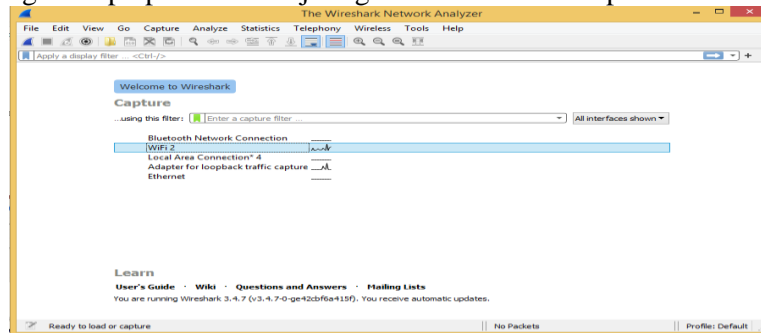 The Wireshark Network Analyzer
File Edit View Go Capture Analyze Statistics Telephony Wireless Tools Help
Apply a display filter ... <Ctrl-/>
Welcome to Wireshark
Capture
...using this filter: Enter a capture filter ... All interfaces shown
Bluetooth Network Connection
WiFi 2
Local Area Connection* 4
Adapter for loopback traffic capture
Ethernet
Learn
User's Guide · Wiki · Questions and Answers · Mailing Lists
You are running Wireshark 3.4.7 (v3.4.7-0-ge42cbf6a415f). You receive automatic updates.
Ready to load or capture No Packets Profile: Default